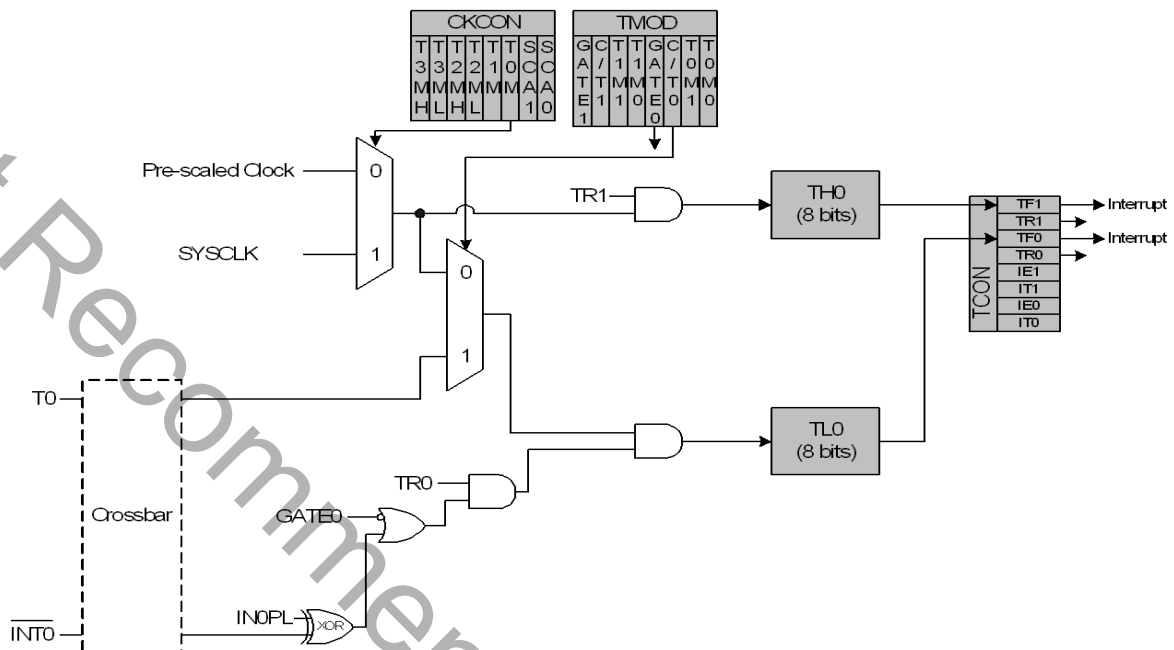 CKCON
T3MH
T3ML
T2MH
T2ML
T1M
T0M
SCA1
SCA0
TMOD
GATE1
C/T1
T1M1
T1M0
GATE0
C/T0
T0M1
T0M0
Pre-scaled Clock
0
SYSCLK
1
0
1
TR1
TH0
(8 bits)
TCON
TF1
TR1
TF0
TR0
IE1
IT1
IE0
IT0
Interrupt
Interrupt
T0
Crossbar
INT0
TR0
GATE0
IN0PL
XOR
TL0
(8 bits)
t Recommen